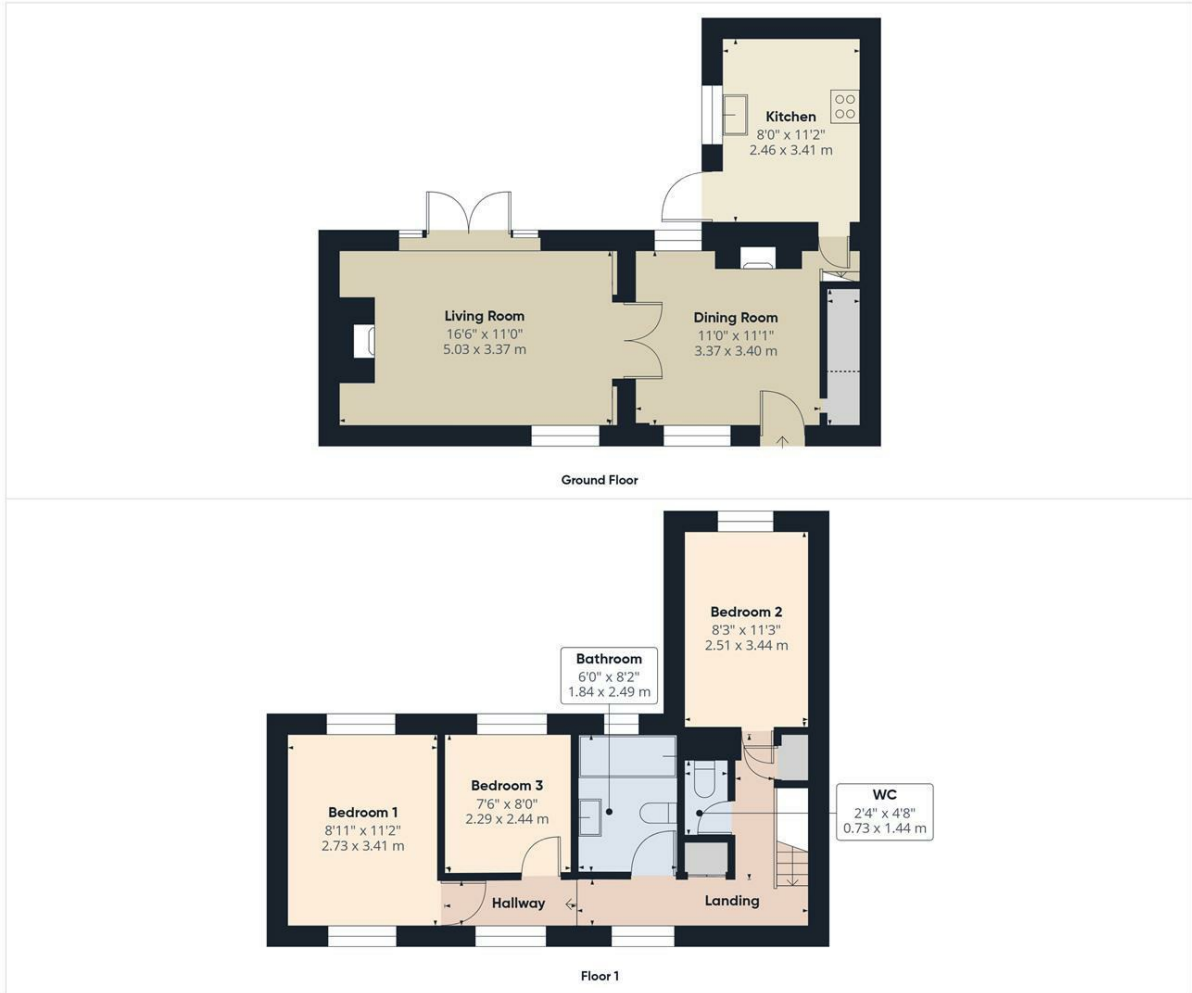 Kitchen
8'0" x 11'2"
2.46 x 3.41 m
Living Room
16'6" x 11'0"
5.03 x 3.37 m
Dining Room
11'0" x 11'1"
3.37 x 3.40 m
Ground Floor
Bedroom 2
8'3" x 11'3"
2.51 x 3.44 m
Bathroom
6'0" x 8'2"
1.84 x 2.49 m
Bedroom 3
7'6" x 8'0"
2.29 x 2.44 m
Bedroom 1
8'11" x 11'2"
2.73 x 3.41 m
WC
2'4" x 4'8"
0.73 x 1.44 m
Hallway
Landing
Floor 1